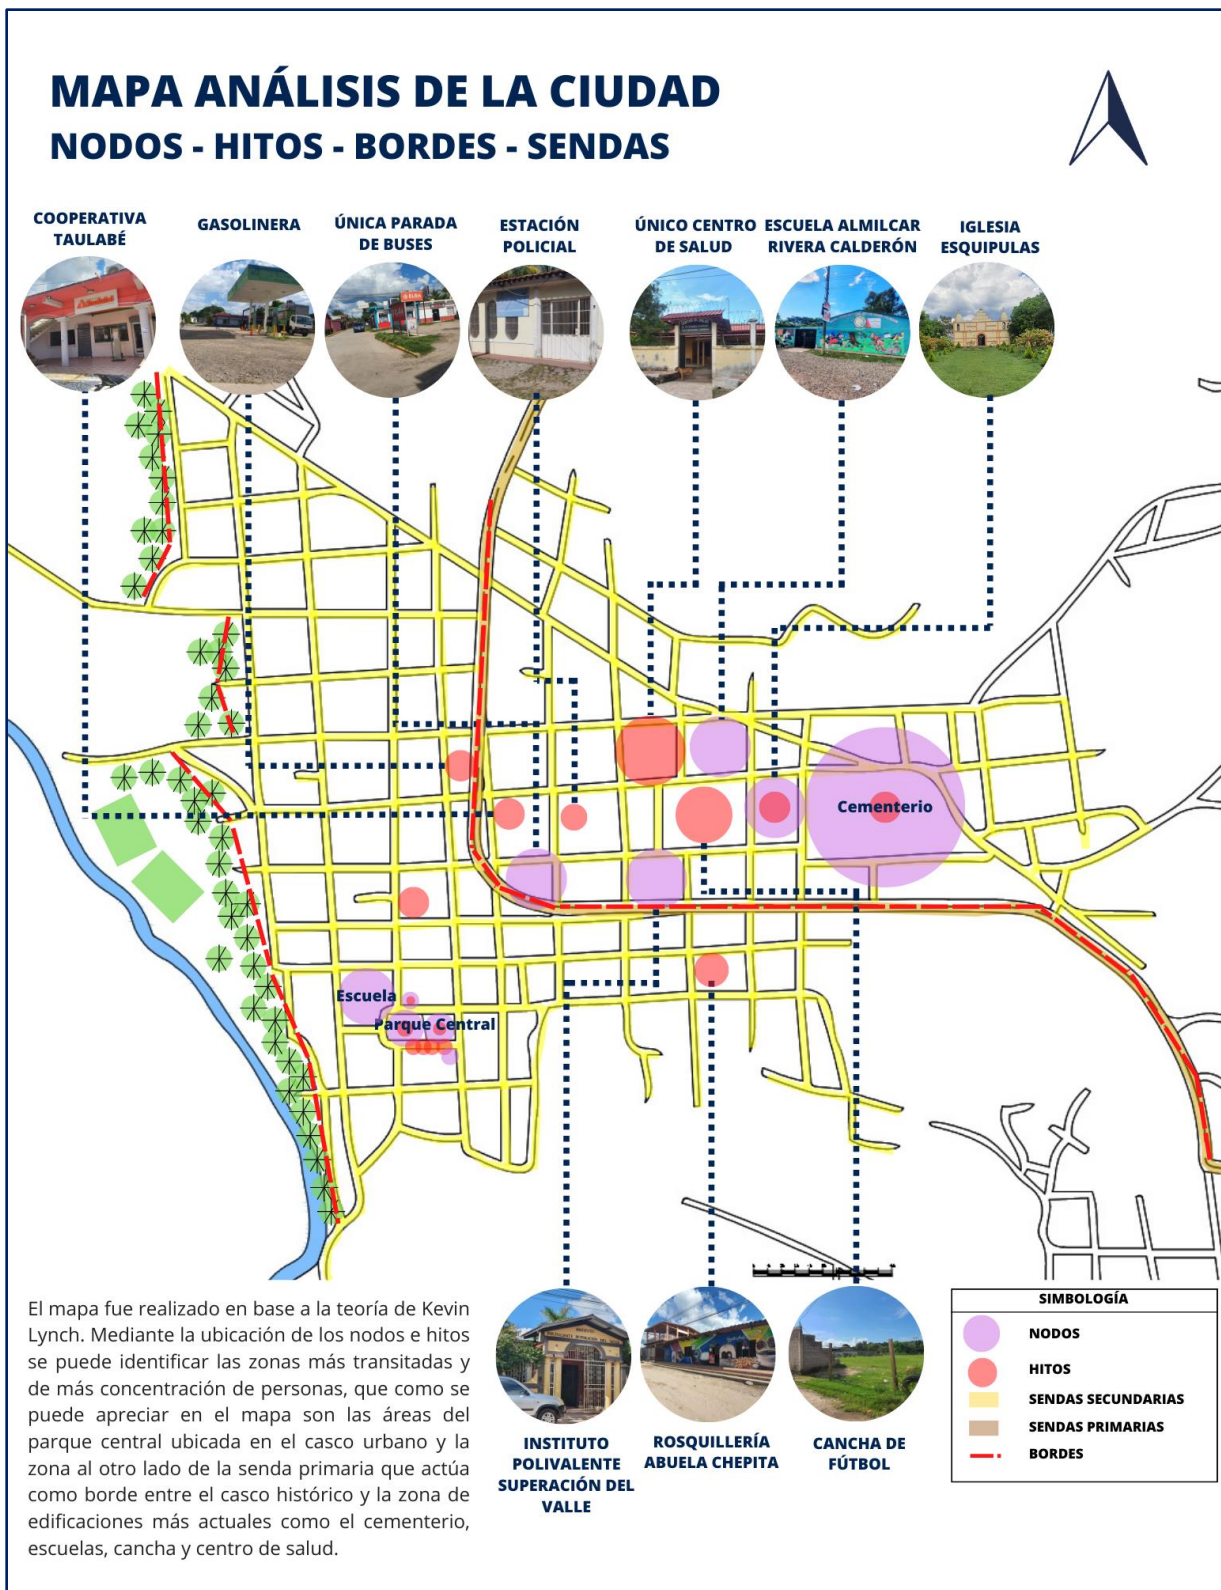 MAPA ANÁLISIS DE LA CIUDAD
NODOS - HITOS - BORDES - SENDAS
COOPERATIVA
TAULABÉ
GASOLINERA
ÚNICA PARADA
DE BUSES
ESTACIÓN
POLICIAL
ÚNICO CENTRO
DE SALUD
ESCUELA ALMILCAR
RIVERA CALDERÓN
IGLESIA
ESQUIPULAS
Cementerio
Escuela
Parque Central
El mapa fue realizado en base a la teoría de Kevin
Lynch. Mediante la ubicación de los nodos e hitos
se puede identificar las zonas más transitadas y
de más concentración de personas, que como se
puede apreciar en el mapa son las áreas del
parque central ubicada en el casco urbano y la
zona al otro lado de la senda primaria que actúa
como borde entre el casco histórico y la zona de
edificaciones más actuales como el cementerio,
escuelas, cancha y centro de salud.
INSTITUTO
POLIVALENTE
SUPERACIÓN DEL
VALLE
ROSQUILLERÍA
ABUELA CHEPITA
CANCHA DE
FÚTBOL
SIMBOLOGÍA
NODOS
HITOS
SENDAS SECUNDARIAS
SENDAS PRIMARIAS
BORDES